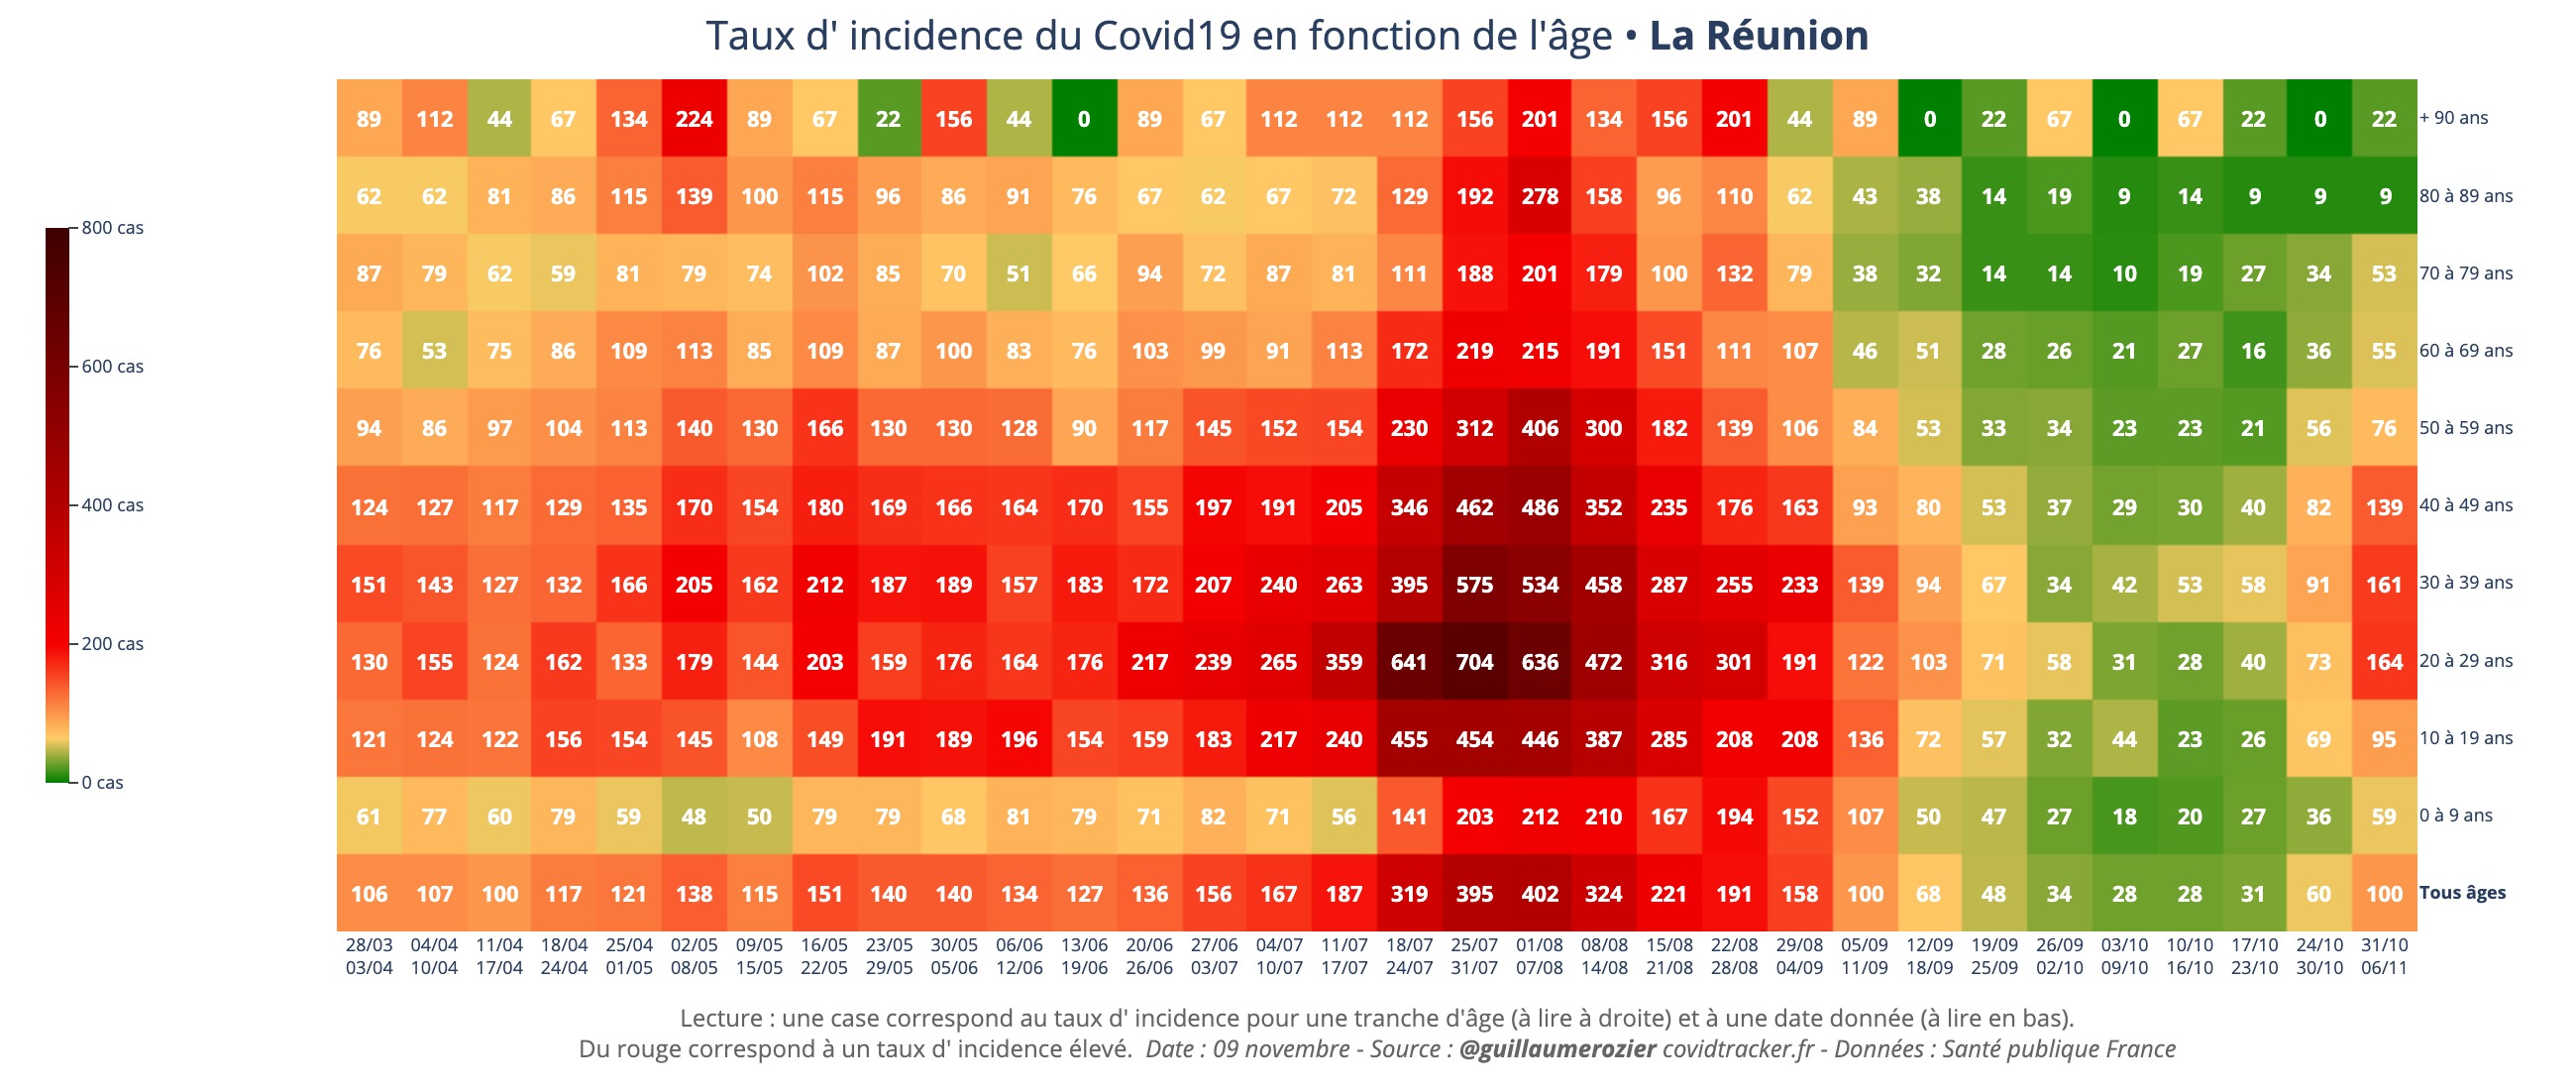 Taux d' incidence du Covid19 en fonction de l'âge • La Réunion
800 cas
600 cas
400 cas
200 cas
0 cas
89 112 44 67 134 224 89 67 22 156 44 0 89 67 112 112 112 156 201 134 156 201 44 89 0 22 67 0 67 22 0 22 + 90 ans
62 62 81 86 115 139 100 115 96 86 91 76 67 62 67 72 129 192 278 158 96 110 62 43 38 14 19 9 14 9 9 9 80 à 89 ans
87 79 62 59 81 79 74 102 85 70 51 66 94 72 87 81 111 188 201 179 100 132 79 38 32 14 14 10 19 27 34 53 70 à 79 ans
76 53 75 86 109 113 85 109 87 100 83 76 103 99 91 113 172 219 215 191 151 111 107 46 51 28 26 21 27 16 36 55 60 à 69 ans
94 86 97 104 113 140 130 166 130 130 128 90 117 145 152 154 230 312 406 300 182 139 106 84 53 33 34 23 23 21 56 76 50 à 59 ans
124 127 117 129 135 170 154 180 169 166 164 170 155 197 191 205 346 462 486 352 235 176 163 93 80 53 37 29 30 40 82 139 40 à 49 ans
151 143 127 132 166 205 162 212 187 189 157 183 172 207 240 263 395 575 534 458 287 255 233 139 94 67 34 42 53 58 91 161 30 à 39 ans
130 155 124 162 133 179 144 203 159 176 164 176 217 239 265 359 641 704 636 472 316 301 191 122 103 71 58 31 28 40 73 164 20 à 29 ans
121 124 122 156 154 145 108 149 191 189 196 154 159 183 217 240 455 454 446 387 285 208 208 136 72 57 32 44 23 26 69 95 10 à 19 ans
61 77 60 79 59 48 50 79 79 68 81 79 71 82 71 56 141 203 212 210 167 194 152 107 50 47 27 18 20 27 36 59 0 à 9 ans
106 107 100 117 121 138 115 151 140 140 134 127 136 156 167 187 319 395 402 324 221 191 158 100 68 48 34 28 28 31 60 100 Tous âges
28/03 04/04 11/04 18/04 25/04 02/05 09/05 16/05 23/05 30/05 06/06 13/06 20/06 27/06 04/07 11/07 18/07 25/07 01/08 08/08 15/08 22/08 29/08 05/09 12/09 19/09 26/09 03/10 10/10 17/10 24/10 31/10
03/04 10/04 17/04 24/04 01/05 08/05 15/05 22/05 29/05 05/06 12/06 19/06 26/06 03/07 10/07 17/07 24/07 31/07 07/08 14/08 21/08 28/08 04/09 11/09 18/09 25/09 02/10 09/10 16/10 23/10 30/10 06/11
Lecture : une case correspond au taux d' incidence pour une tranche d'âge (à lire à droite) et à une date donnée (à lire en bas).
Du rouge correspond à un taux d' incidence élevé. Date : 09 novembre - Source : @guillaumerozier covidtracker.fr - Données : Santé publique France